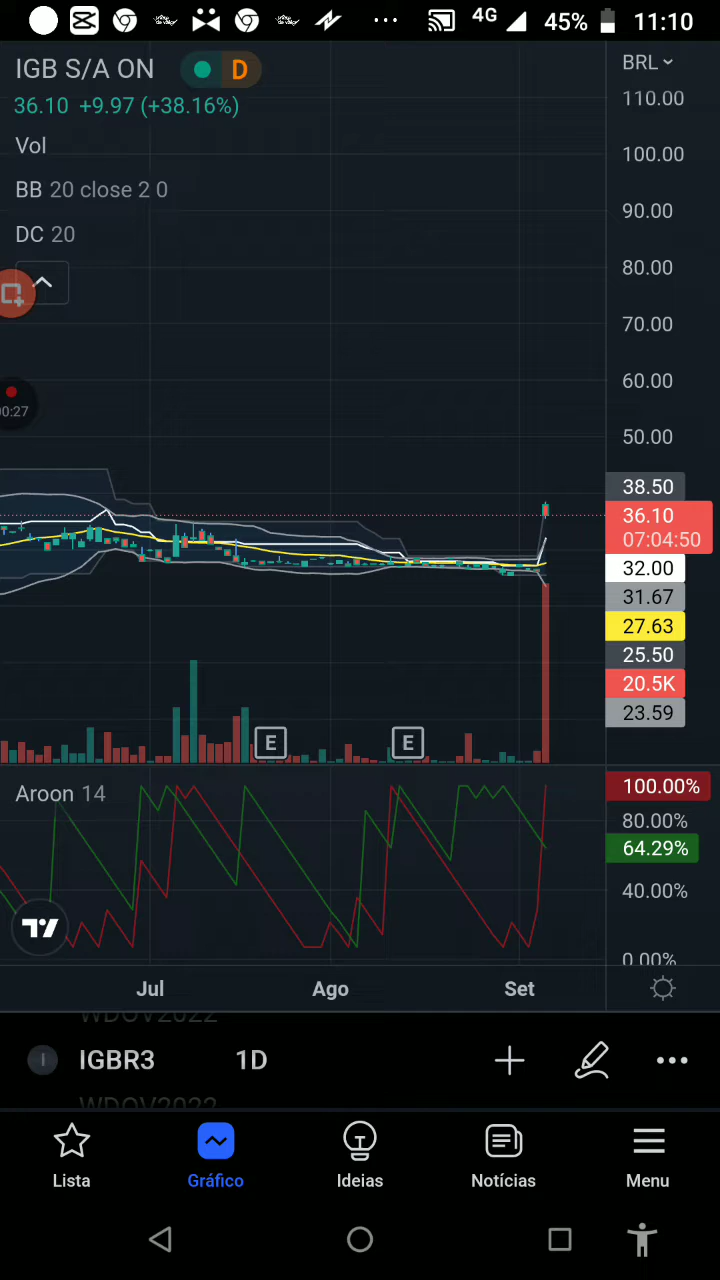 4G 45% 11:10
IGB S/A ON D
BRL
36.10 +9.97 (+38.16%)
110.00
Vol
100.00
BB 20 close 2 0
90.00
DC 20
80.00
70.00
60.00
00:27
50.00
38.50
36.10
07:04:50
32.00
31.67
27.63
25.50
20.5K
23.59
E E
Aroon 14
100.00%
80.00%
64.29%
40.00%
0.00%
Jul Ago Set
WDOV2022
I IGBR3 1D
WDOV2022
Lista Gráfico Ideias Notícias Menu